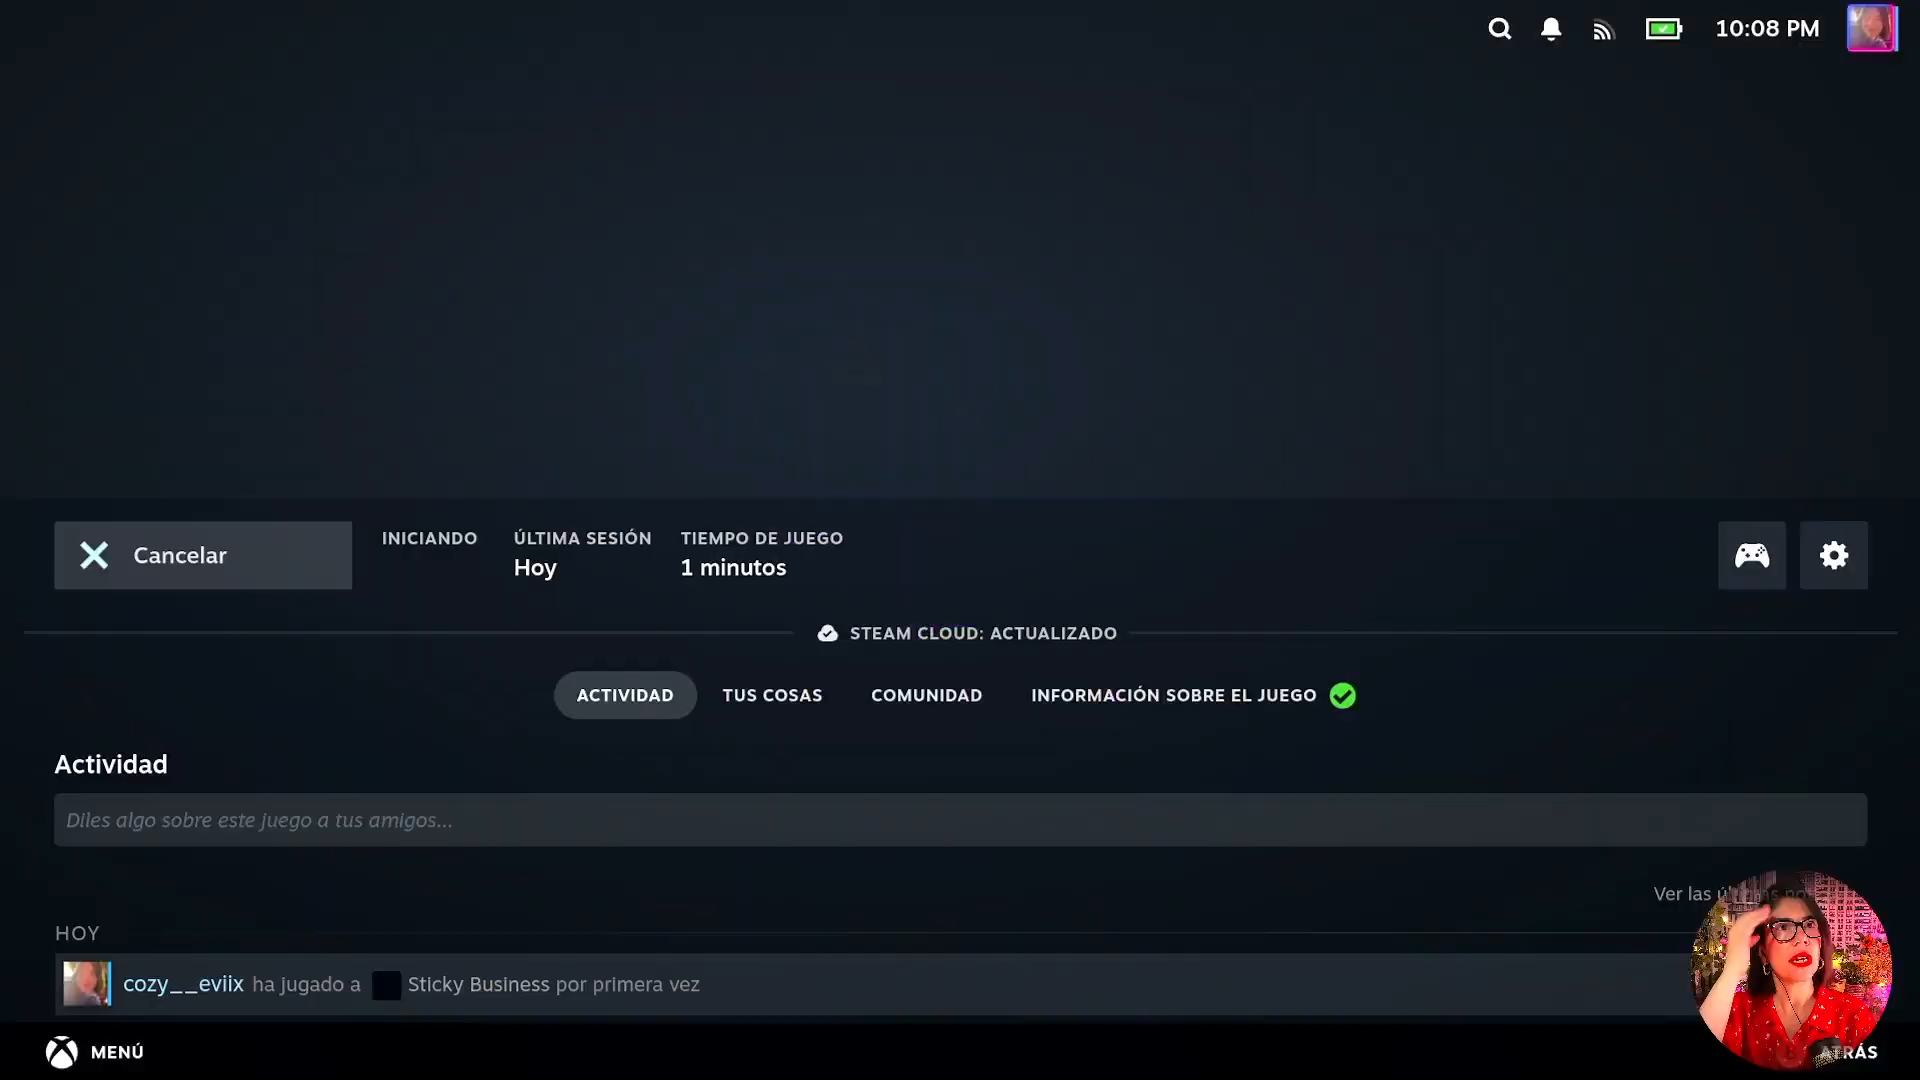 10:08 PM
Cancelar
INICIANDO
ÚLTIMA SESIÓN
Hoy
TIEMPO DE JUEGO
1 minutos
STEAM CLOUD: ACTUALIZADO
ACTIVIDAD
TUS COSAS
COMUNIDAD
INFORMACIÓN SOBRE EL JUEGO
Actividad
Diles algo sobre este juego a tus amigos...
Ver las
HOY
cozy__eviix ha jugado a Sticky Business por primera vez
MENÚ
ATRÁS